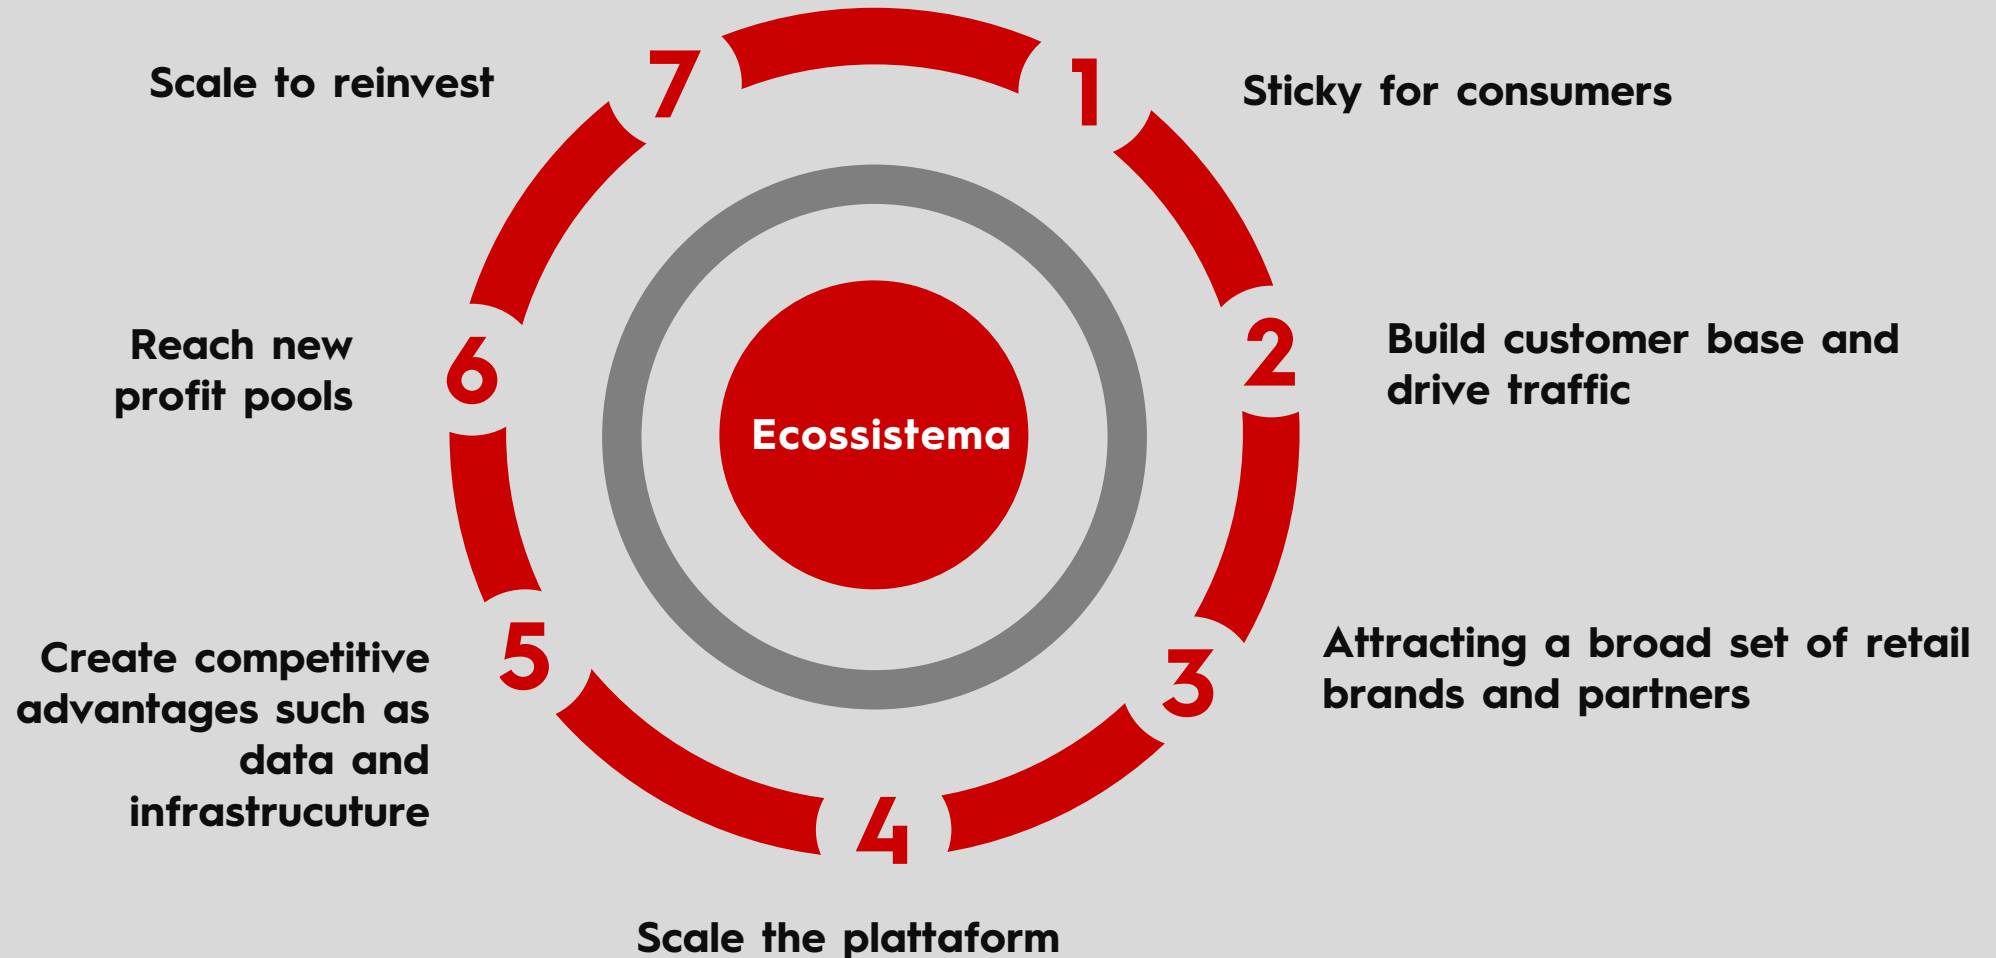 1
Sticky for consumers
2
Build customer base and
drive traffic
3
Attracting a broad set of retail
brands and partners
4
Scale the plattaform
5
Create competitive
advantages such as
data and
infrastrucuture
6
Reach new
profit pools
7
Scale to reinvest
Ecossistema